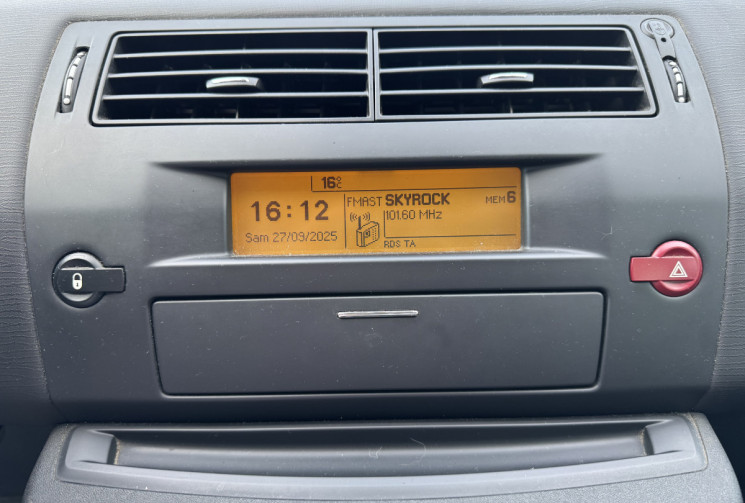 16°C
16:12
Sam 27/09/2025
FMAST SKYROCK MEM 6
101.60 MHz
RDS TA